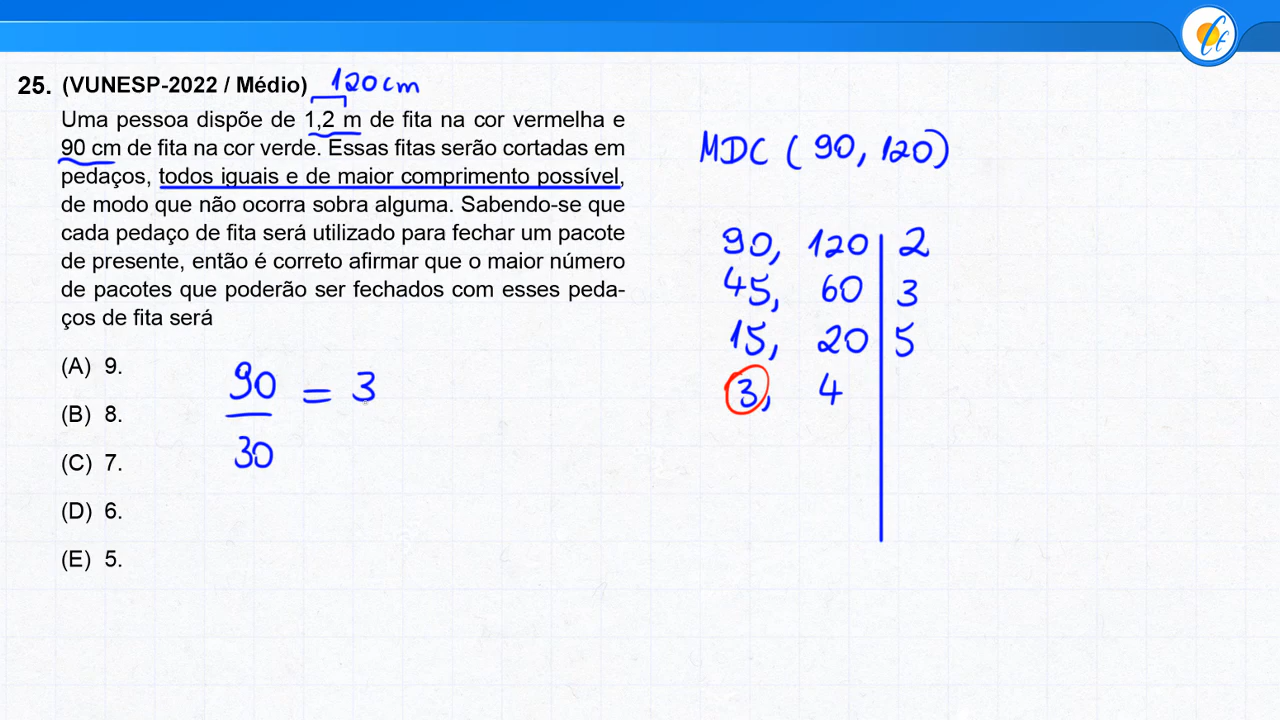 25. (VUNESP-2022 / Médio) 120cm
Uma pessoa dispõe de 1,2 m de fita na cor vermelha e
90 cm de fita na cor verde. Essas fitas serão cortadas em
pedaços, todos iguais e de maior comprimento possível,
de modo que não ocorra sobra alguma. Sabendo-se que
cada pedaço de fita será utilizado para fechar um pacote
de presente, então é correto afirmar que o maior número
de pacotes que poderão ser fechados com esses peda-
ços de fita será
(A) 9.
(B) 8.
(C) 7.
(D) 6.
(E) 5.
90 = 3
30
MDC (90, 120)
90, 120 2
45, 60 3
15, 20 5
3, 4